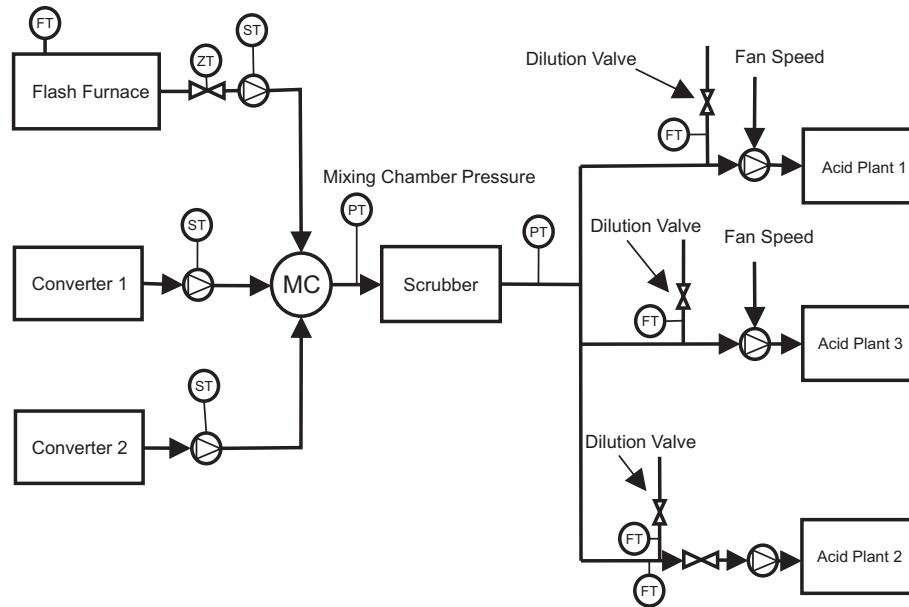 FT
ST
ZT
Flash Furnace
Dilution Valve
Fan Speed
FT
Acid Plant 1
Mixing Chamber Pressure
PT
ST
PT
Dilution Valve
Fan Speed
Converter 1
MC
Scrubber
FT
Acid Plant 3
ST
Converter 2
Dilution Valve
FT
Acid Plant 2
FT